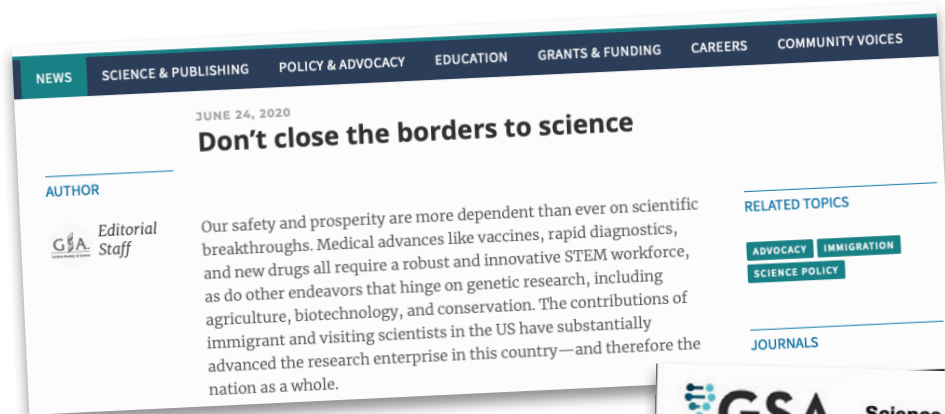 NEWS SCIENCE & PUBLISHING POLICY & ADVOCACY EDUCATION GRANTS & FUNDING CAREERS COMMUNITY VOICES
JUNE 24, 2020
Don’t close the borders to science
AUTHOR
GSA
Editorial
Staff
Our safety and prosperity are more dependent than ever on scientific
breakthroughs. Medical advances like vaccines, rapid diagnostics,
and new drugs all require a robust and innovative STEM workforce,
as do other endeavors that hinge on genetic research, including
agriculture, biotechnology, and conservation. The contributions of
immigrant and visiting scientists in the US have substantially
advanced the research enterprise in this country—and therefore the
nation as a whole.
RELATED TOPICS
ADVOCACY IMMIGRATION
SCIENCE POLICY
JOURNALS
GSA